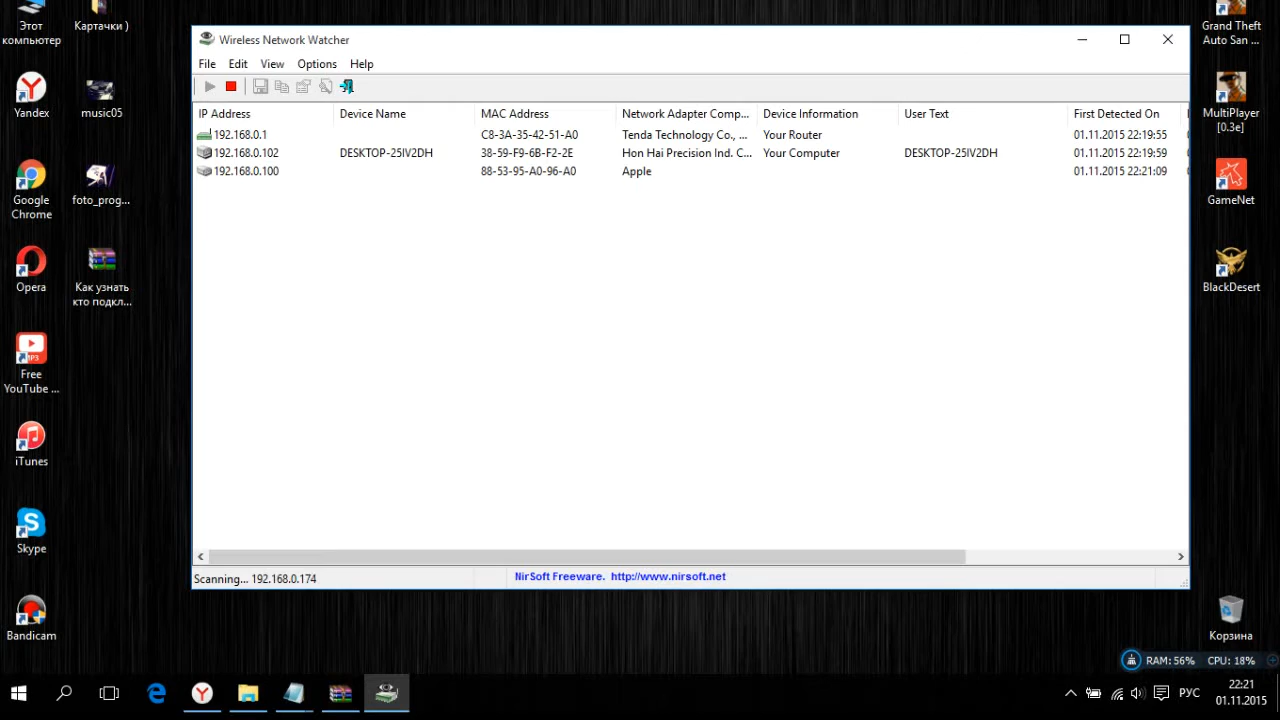 Этот
компьютер
Картачки )
Yandex
music05
Google
Chrome
foto_prog...
Opera
Как узнать
кто подкл...
Free
YouTube ...
MP3
iTunes
Skype
Bandicam
Wireless Network Watcher
File Edit View Options Help
IP Address Device Name MAC Address Network Adapter Comp... Device Information User Text First Detected On
192.168.0.1 C8-3A-35-42-51-A0 Tenda Technology Co., ... Your Router 01.11.2015 22:19:55
192.168.0.102 DESKTOP-25IV2DH 38-59-F9-6B-F2-2E Hon Hai Precision Ind. C... Your Computer DESKTOP-25IV2DH 01.11.2015 22:19:59
192.168.0.100 88-53-95-A0-96-A0 Apple 01.11.2015 22:21:09
Scanning... 192.168.0.174
NirSoft Freeware. http://www.nirsoft.net
Grand Theft
Auto San ...
MultiPlayer
[0.3e]
GameNet
BlackDesert
Корзина
RAM: 56% CPU: 18%
РУС
22:21
01.11.2015